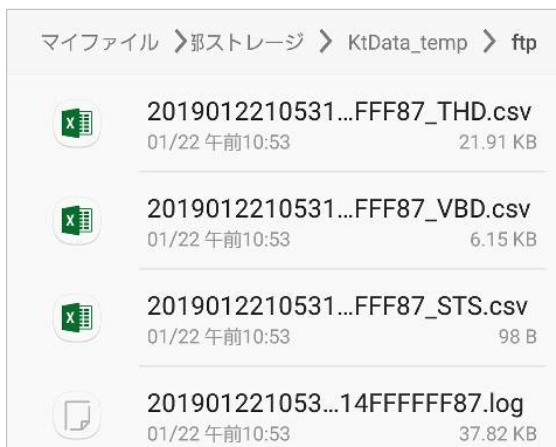 マイファイル > 部ストレージ > KtData_temp > ftp
2019012210531...FFF87_THD.csv
01/22 午前10:53 21.91 KB
2019012210531...FFF87_VBD.csv
01/22 午前10:53 6.15 KB
2019012210531...FFF87_STS.csv
01/22 午前10:53 98 B
201901221053...14FFFFFF87.log
01/22 午前10:53 37.82 KB